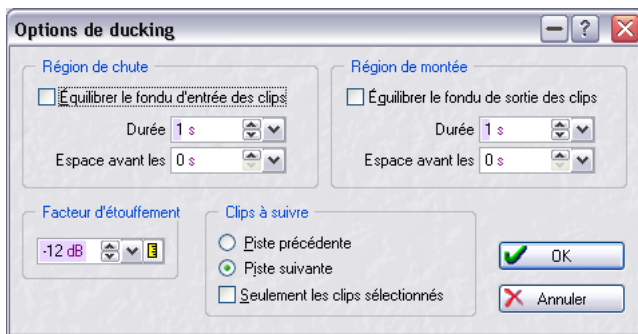 Options de ducking
Région de chute
Équilibrer le fondu d'entrée des clips
Durée 1 s
Espace avant les 0 s
Région de montée
Équilibrer le fondu de sortie des clips
Durée 1 s
Espace avant les 0 s
Facteur d'étouffement
-12 dB
Clips à suivre
Piste précédente
Piste suivante
Seulement les clips sélectionnés
OK
Annuler